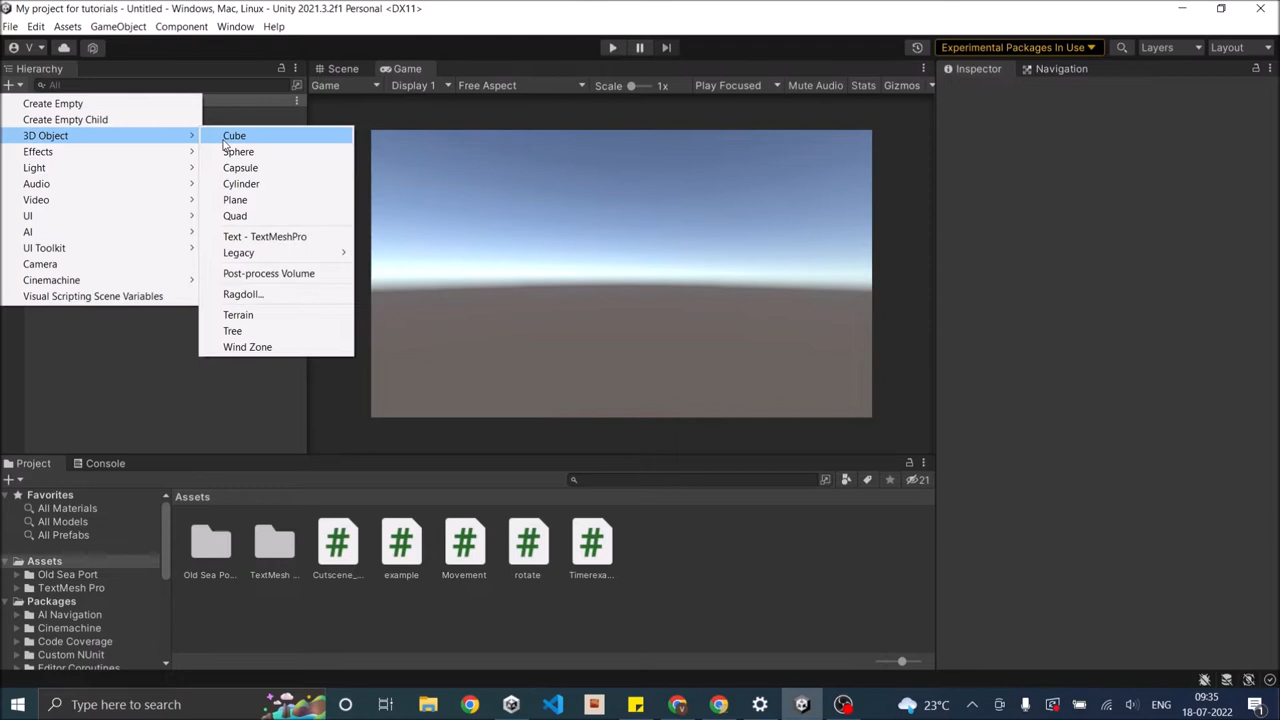 My project for tutorials - Untitled - Windows, Mac, Linux - Unity 2021.3.2f1 Personal <DX11>
File Edit Assets GameObject Component Window Help
V
Experimental Packages In Use
Layers
Layout
Hierarchy
Scene
Game
Inspector
Navigation
All
Game
Display 1
Free Aspect
Scale
1x
Play Focused
Mute Audio
Stats
Gizmos
Create Empty
Create Empty Child
3D Object
Effects
Light
Audio
Video
UI
AI
UI Toolkit
Camera
Cinemachine
Visual Scripting Scene Variables
Cube
Sphere
Capsule
Cylinder
Plane
Quad
Text - TextMeshPro
Legacy
Post-process Volume
Ragdoll...
Terrain
Tree
Wind Zone
Project
Console
21
Favorites
All Materials
All Models
All Prefabs
Assets
Old Sea Port
TextMesh Pro
Packages
AI Navigation
Cinemachine
Code Coverage
Custom NUnit
Editor Coroutines
Assets
Old Sea Po...
TextMesh ...
Cutscene_...
example
Movement
rotate
Timerexa...
Type here to search
23°C
ENG
09:35
18-07-2022
1